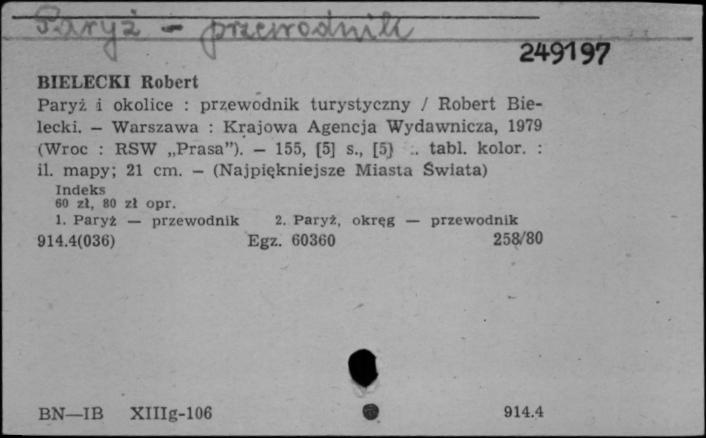 Paryż - przewodnik
249197
BIELECKI Robert
Paryż i okolice : przewodnik turystyczny / Robert Bie-
lecki. — Warszawa : Krajowa Agencja Wydawnicza, 1979
(Wroc : RSW „Prasa”). — 155, [5] s., [5] .. tabl. kolor. :
il. mapy; 21 cm. — (Najpiękniejsze Miasta Świata)
Indeks
60 zł, 80 zł opr.
1. Paryż — przewodnik 2. Paryż, okręg — przewodnik
914.4(036) Egz. 60360 258/80
BN—IB XIIIg-106 914.4